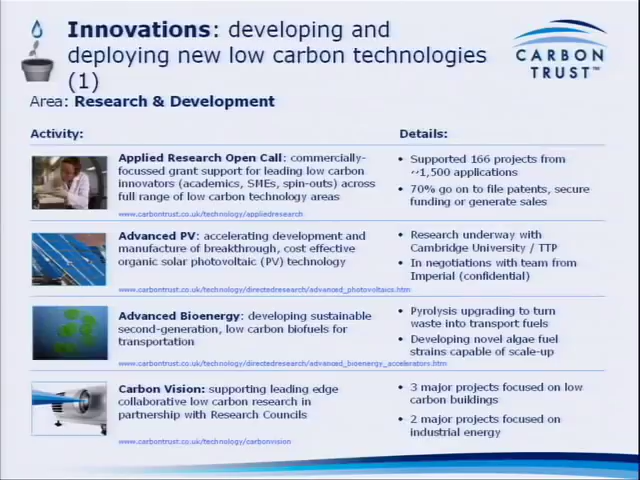 Innovations: developing and
deploying new low carbon technologies
(1)
CARBON
TRUST™
Area: Research & Development
Activity:
Details:
Applied Research Open Call: commercially-
focussed grant support for leading low carbon
innovators (academics, SMEs, spin-outs) across
full range of low carbon technology areas
www.carbontrust.co.uk/technology/appliedresearch
• Supported 166 projects from
~1,500 applications
• 70% go on to file patents, secure
funding or generate sales
Advanced PV: accelerating development and
manufacture of breakthrough, cost effective
organic solar photovoltaic (PV) technology
www.carbontrust.co.uk/technology/directedresearch/advanced_photovoltaics.htm
• Research underway with
Cambridge University / TTP
• In negotiations with team from
Imperial (confidential)
Advanced Bioenergy: developing sustainable
second-generation, low carbon biofuels for
transportation
www.carbontrust.co.uk/technology/directedresearch/advanced_bioenergy_accelerators.htm
• Pyrolysis upgrading to turn
waste into transport fuels
• Developing novel algae fuel
strains capable of scale-up
Carbon Vision: supporting leading edge
collaborative low carbon research in
partnership with Research Councils
www.carbontrust.co.uk/technology/carbonvision
• 3 major projects focused on low
carbon buildings
• 2 major projects focused on
industrial energy